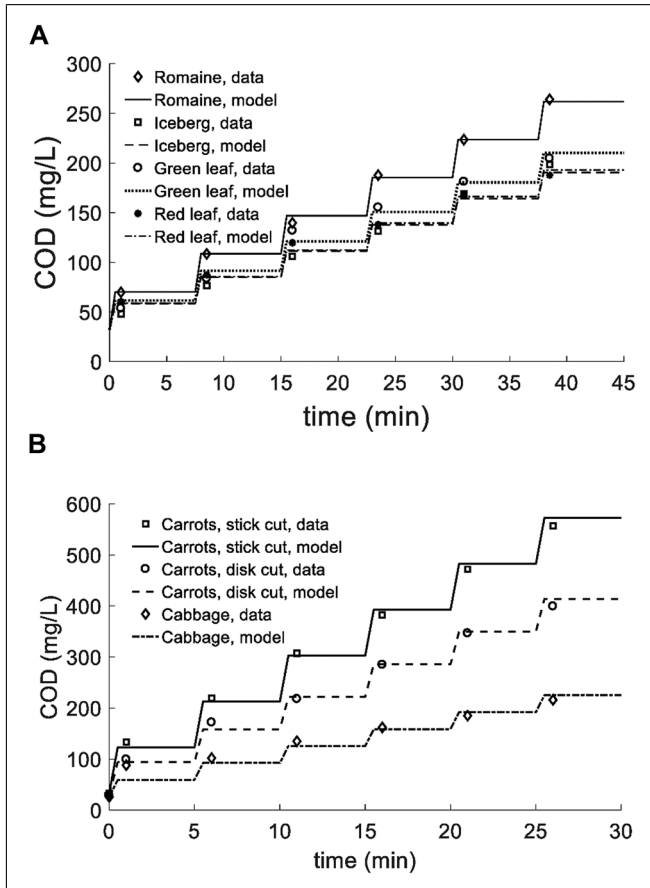 A
COD (mg/L)
300
250
200
150
100
50
0
Romaine, data
Romaine, model
Iceberg, data
Iceberg, model
Green leaf, data
Green leaf, model
Red leaf, data
Red leaf, model
0 5 10 15 20 25 30 35 40 45
time (min)
B
COD (mg/L)
600
500
400
300
200
100
0
Carrots, stick cut, data
Carrots, stick cut, model
Carrots, disk cut, data
Carrots, disk cut, model
Cabbage, data
Cabbage, model
0 5 10 15 20 25 30
time (min)